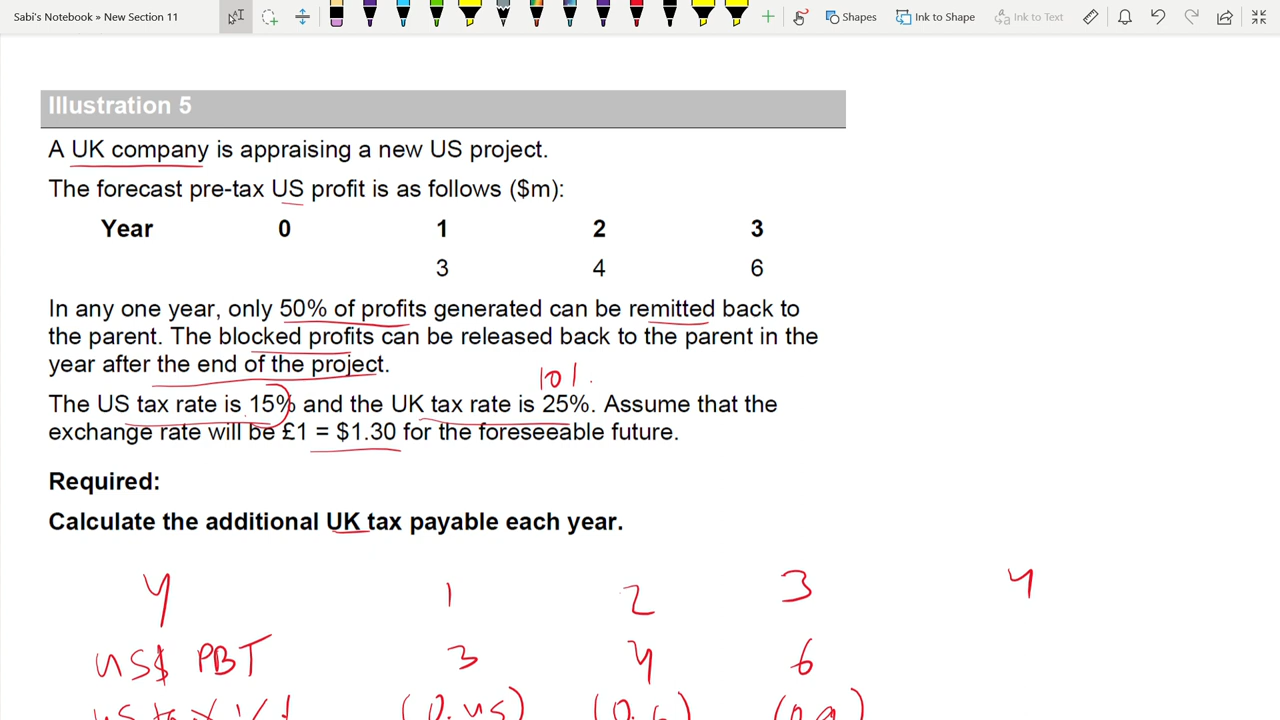 Sabi's Notebook » New Section 11
Shapes Ink to Shape Ink to Text
Illustration 5
A UK company is appraising a new US project.
The forecast pre-tax US profit is as follows ($m):
Year 0 1 2 3
3 4 6
In any one year, only 50% of profits generated can be remitted back to
the parent. The blocked profits can be released back to the parent in the
year after the end of the project.
10%
The US tax rate is 15% and the UK tax rate is 25%. Assume that the
exchange rate will be £1 = $1.30 for the foreseeable future.
Required:
Calculate the additional UK tax payable each year.
Y 1 2 3 4
US$ PBT 3 4 6